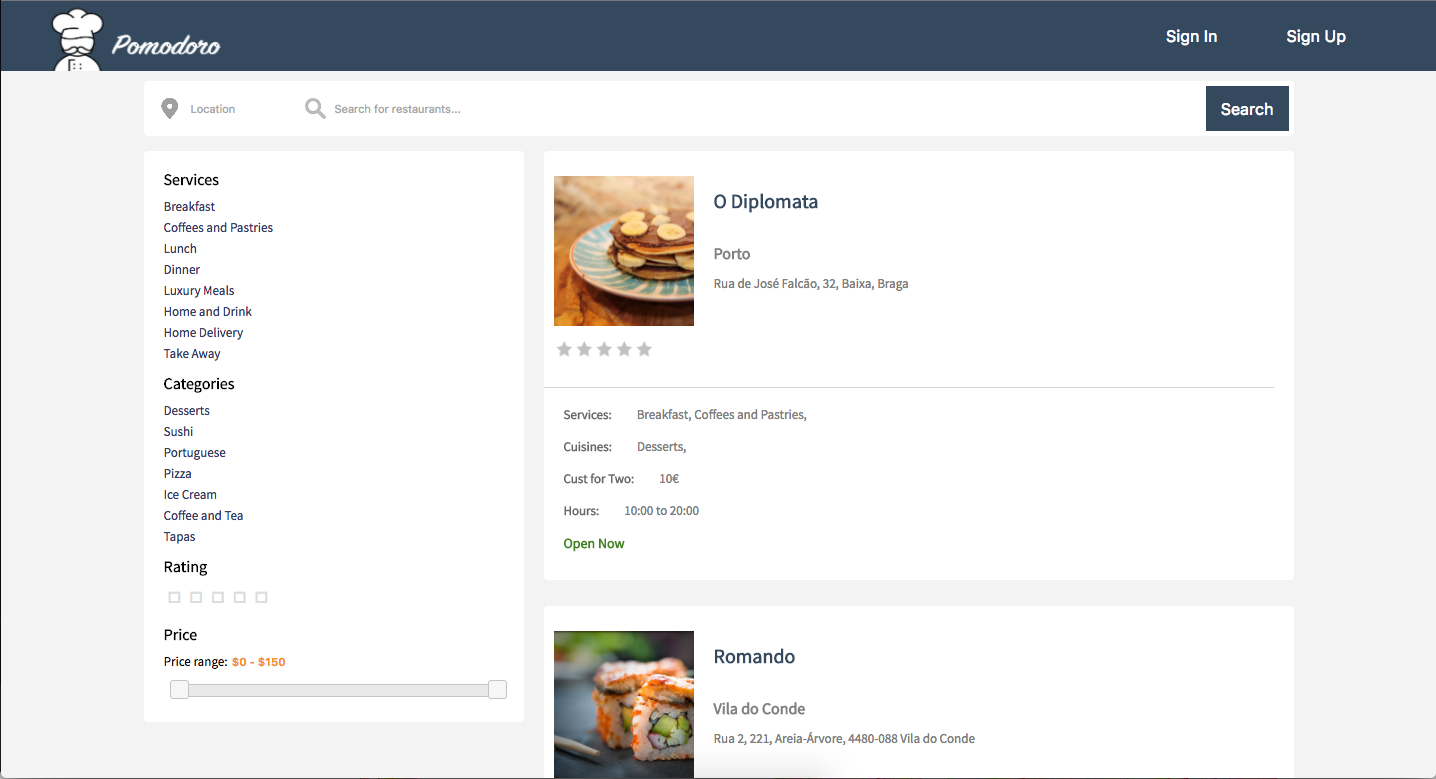 Pomodoro
Sign In
Sign Up
Location
Search for restaurants...
Search
Services
Breakfast
Coffees and Pastries
Lunch
Dinner
Luxury Meals
Home and Drink
Home Delivery
Take Away
Categories
Desserts
Sushi
Portuguese
Pizza
Ice Cream
Coffee and Tea
Tapas
Rating
Price
Price range: $0 - $150
O Diplomata
Porto
Rua de José Falcão, 32, Baixa, Braga
Services: Breakfast, Coffees and Pastries,
Cuisines: Desserts,
Cust for Two: 10€
Hours: 10:00 to 20:00
Open Now
Romando
Vila do Conde
Rua 2, 221, Areia-Árvore, 4480-088 Vila do Conde